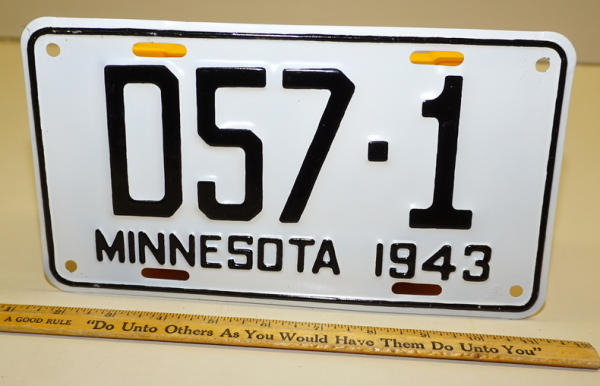 D57·1
MINNESOTA 1943
A GOOD RULE "Do Unto Others As You Would Have Them Do Unto You"